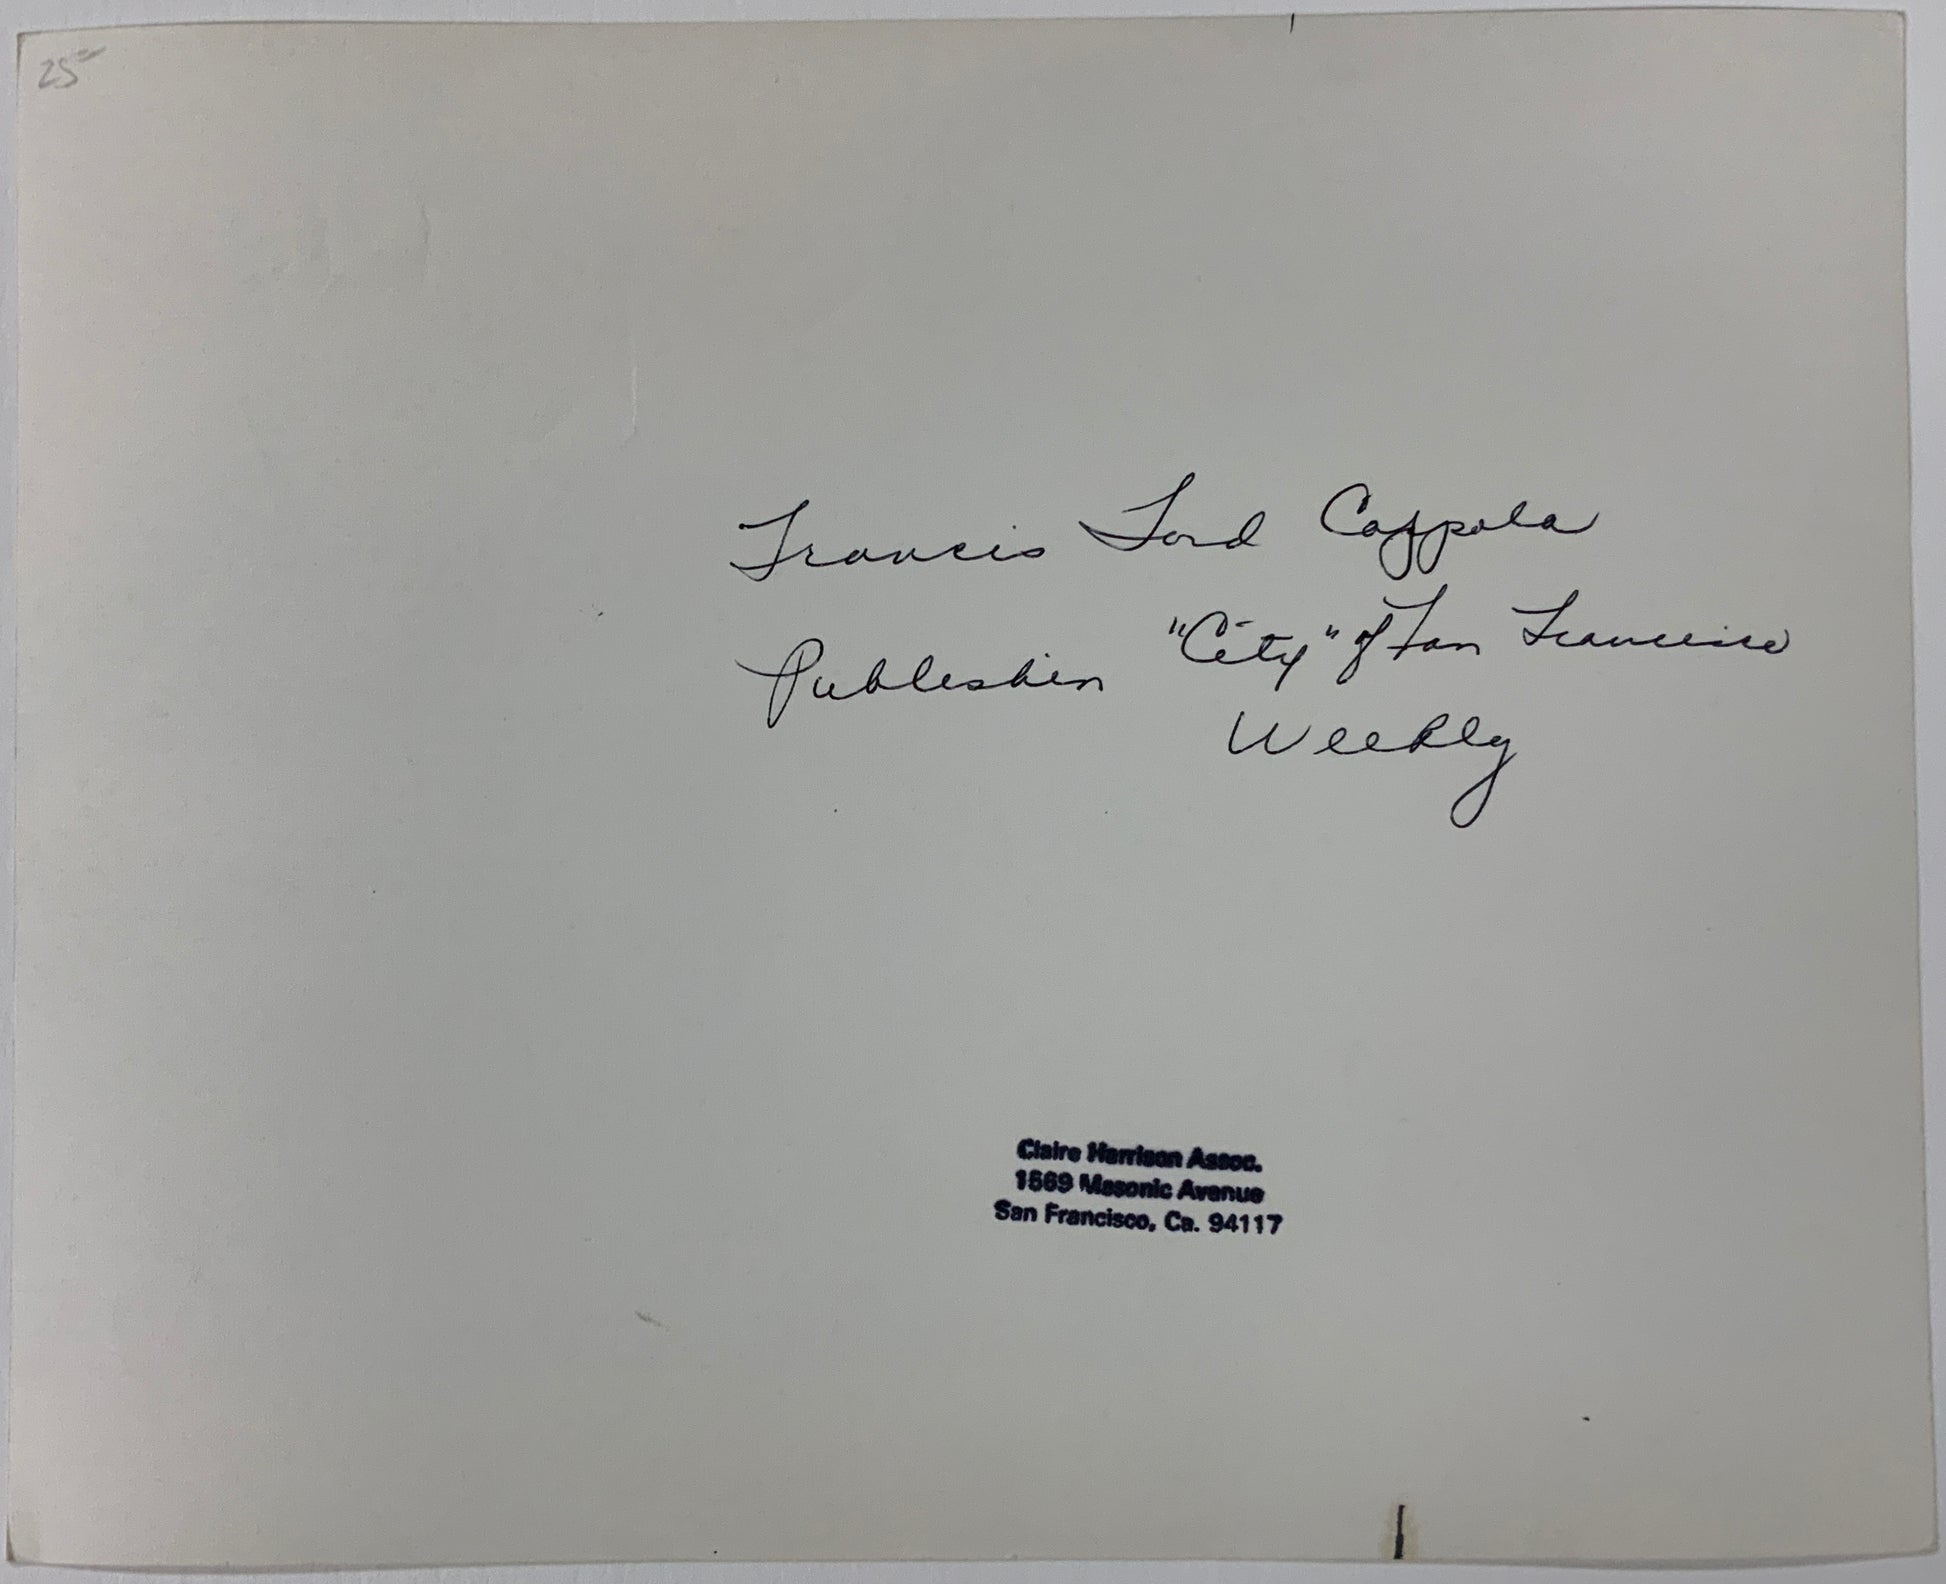 25
Francis Ford Coppola
Publisher "City" of San Francisco
Weekly
Claire Harrison Assoc.
1569 Masonic Avenue
San Francisco, Ca. 94117